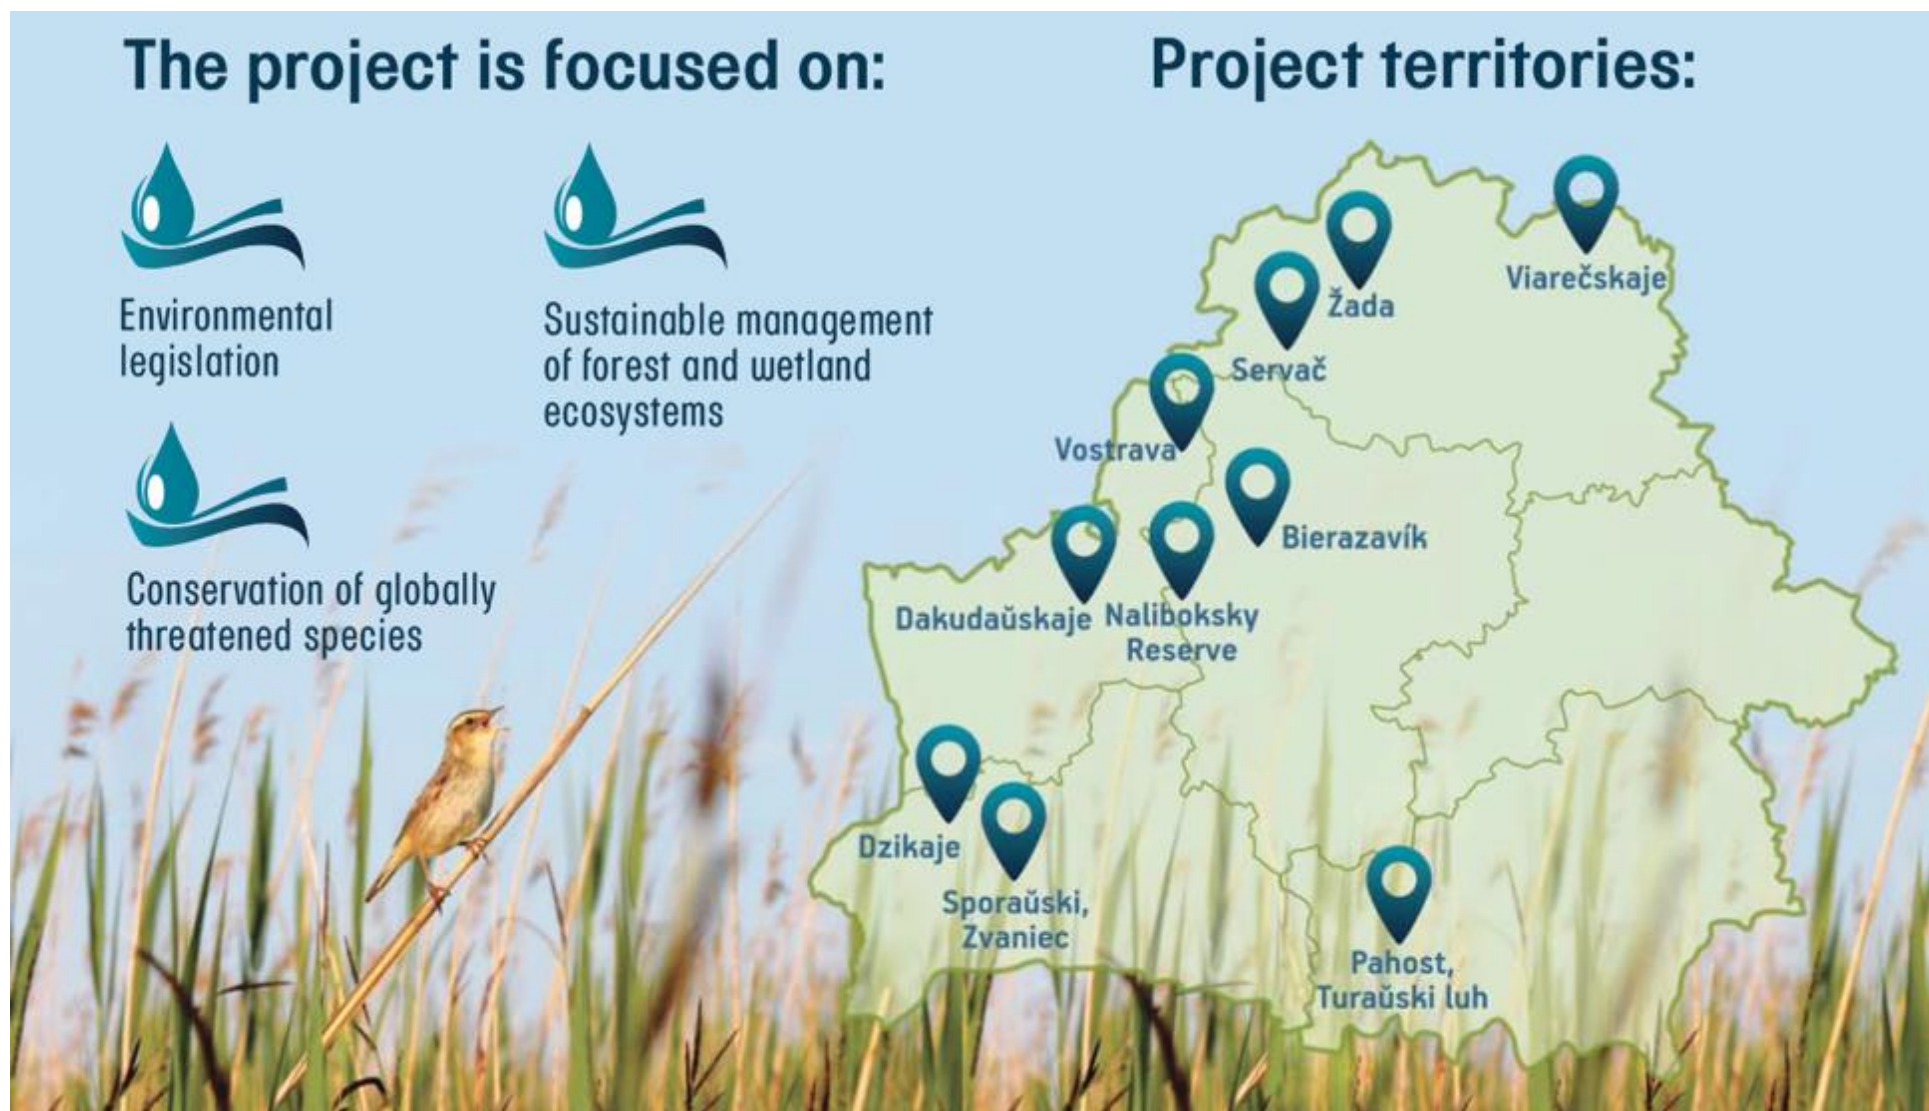 The project is focused on:
Environmental
legislation
Sustainable management
of forest and wetland
ecosystems
Conservation of globally
threatened species
Project territories:
Viarečskaje
Žada
Servač
Vostrava
Bierazavík
Dakudaŭskaje
Naliboksky
Reserve
Dzikaje
Sporaŭski,
Zvaniec
Pahost,
Turaŭski luh